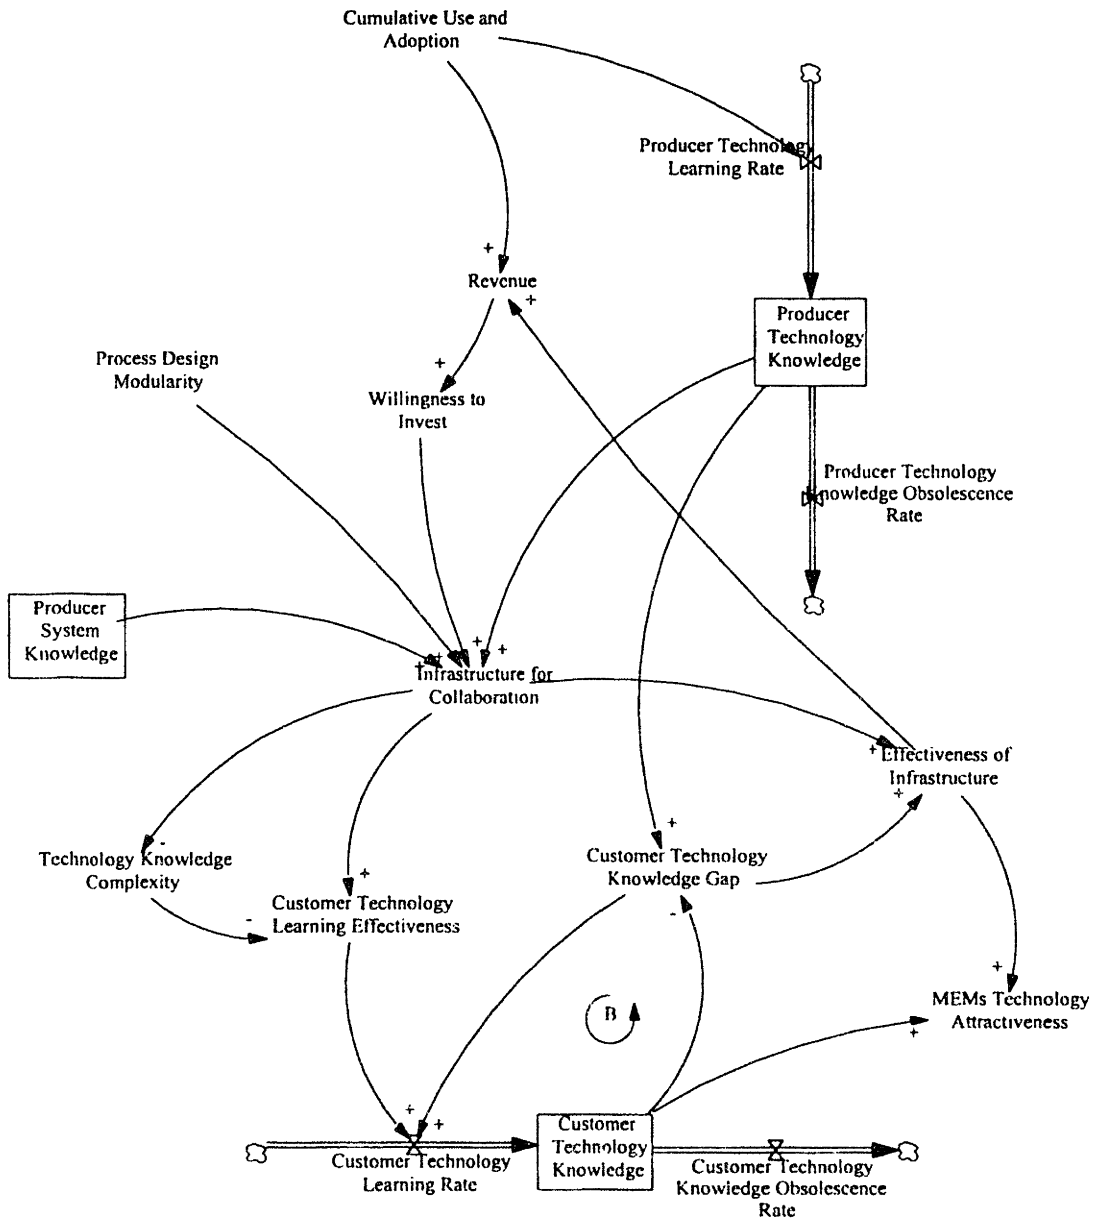 Cumulative Use and
Adoption
Producer Technology
Learning Rate
+
Revenue
+
Producer
Technology
Knowledge
Process Design
Modularity
+
Willingness to
Invest
Producer Technology
nowledge Obsolescence
Rate
Producer
System
Knowledge
+
+
+
+
Infrastructure for
Collaboration
+
Effectiveness of
Infrastructure
+
-
Technology Knowledge
Complexity
+
Customer Technology
Knowledge Gap
+
-
Customer Technology
Learning Effectiveness
-
+
MEMs Technology
Attractiveness
+
B
+
+
Customer Technology
Learning Rate
Customer
Technology
Knowledge
Customer Technology
Knowledge Obsolescence
Rate